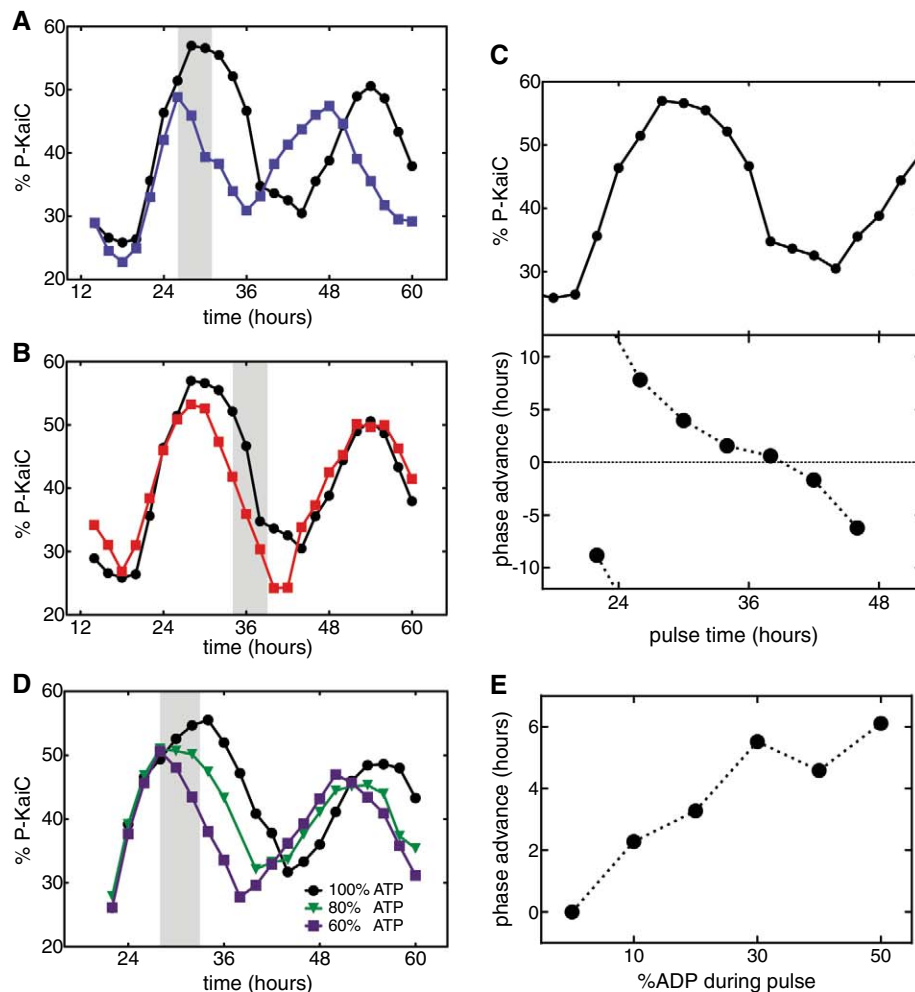 A
60
50
40
30
20
% P-KaiC
12
24
36
48
60
time (hours)
B
60
50
40
30
20
% P-KaiC
12
24
36
48
60
time (hours)
C
60
50
40
30
% P-KaiC
10
5
0
-5
-10
phase advance (hours)
24
36
48
pulse time (hours)
D
60
50
40
30
20
% P-KaiC
100% ATP
80% ATP
60% ATP
24
36
48
60
time (hours)
E
6
4
2
0
phase advance (hours)
10
30
50
%ADP during pulse